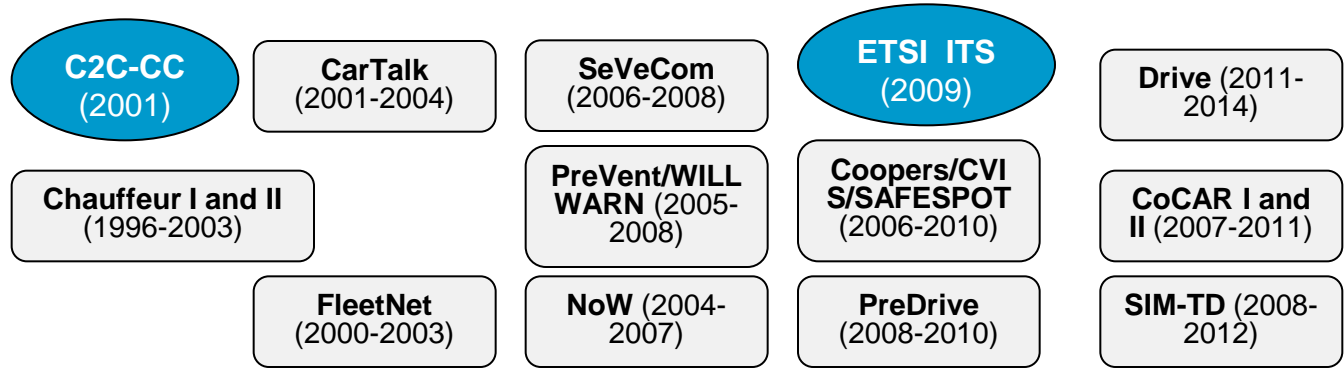 C2C-CC
(2001)
CarTalk
(2001-2004)
SeVeCom
(2006-2008)
ETSI ITS
(2009)
Drive (2011-
2014)
Chauffeur I and II
(1996-2003)
PreVent/WILL
WARN (2005-
2008)
Coopers/CVI
S/SAFESPOT
(2006-2010)
CoCAR I and
II (2007-2011)
FleetNet
(2000-2003)
NoW (2004-
2007)
PreDrive
(2008-2010)
SIM-TD (2008-
2012)